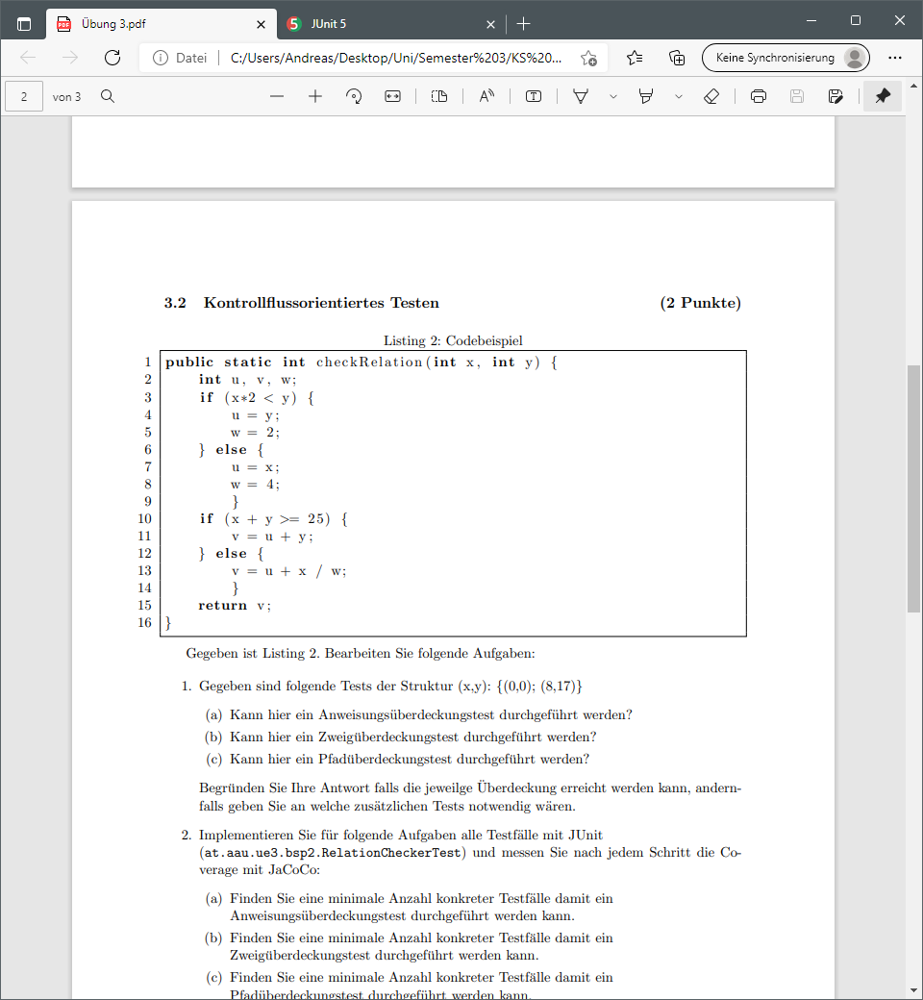 Übung 3.pdf
JUnit 5
Datei
C:/Users/Andreas/Desktop/Uni/Semester%203/KS%20...
Keine Synchronisierung
2 von 3
3.2 Kontrollflussorientiertes Testen (2 Punkte)
Listing 2: Codebeispiel
1 public static int checkRelation(int x, int y) {
2 int u, v, w;
3 if (x*2 < y) {
4 u = y;
5 w = 2;
6 } else {
7 u = x;
8 w = 4;
9 }
10 if (x + y >= 25) {
11 v = u + y;
12 } else {
13 v = u + x / w;
14 }
15 return v;
16 }
Gegeben ist Listing 2. Bearbeiten Sie folgende Aufgaben:
1. Gegeben sind folgende Tests der Struktur (x,y): {(0,0); (8,17)}
(a) Kann hier ein Anweisungsüberdeckungstest durchgeführt werden?
(b) Kann hier ein Zweigüberdeckungstest durchgeführt werden?
(c) Kann hier ein Pfadüberdeckungstest durchgeführt werden?
Begründen Sie Ihre Antwort falls die jeweilge Überdeckung erreicht werden kann, andern-
falls geben Sie an welche zusätzlichen Tests notwendig wären.
2. Implementieren Sie für folgende Aufgaben alle Testfälle mit JUnit
(at.aau.ue3.bsp2.RelationCheckerTest) und messen Sie nach jedem Schritt die Co-
verage mit JaCoCo:
(a) Finden Sie eine minimale Anzahl konkreter Testfälle damit ein
Anweisungsüberdeckungstest durchgeführt werden kann.
(b) Finden Sie eine minimale Anzahl konkreter Testfälle damit ein
Zweigüberdeckungstest durchgeführt werden kann.
(c) Finden Sie eine minimale Anzahl konkreter Testfälle damit ein
Pfadüberdeckungstest durchgeführt werden kann.